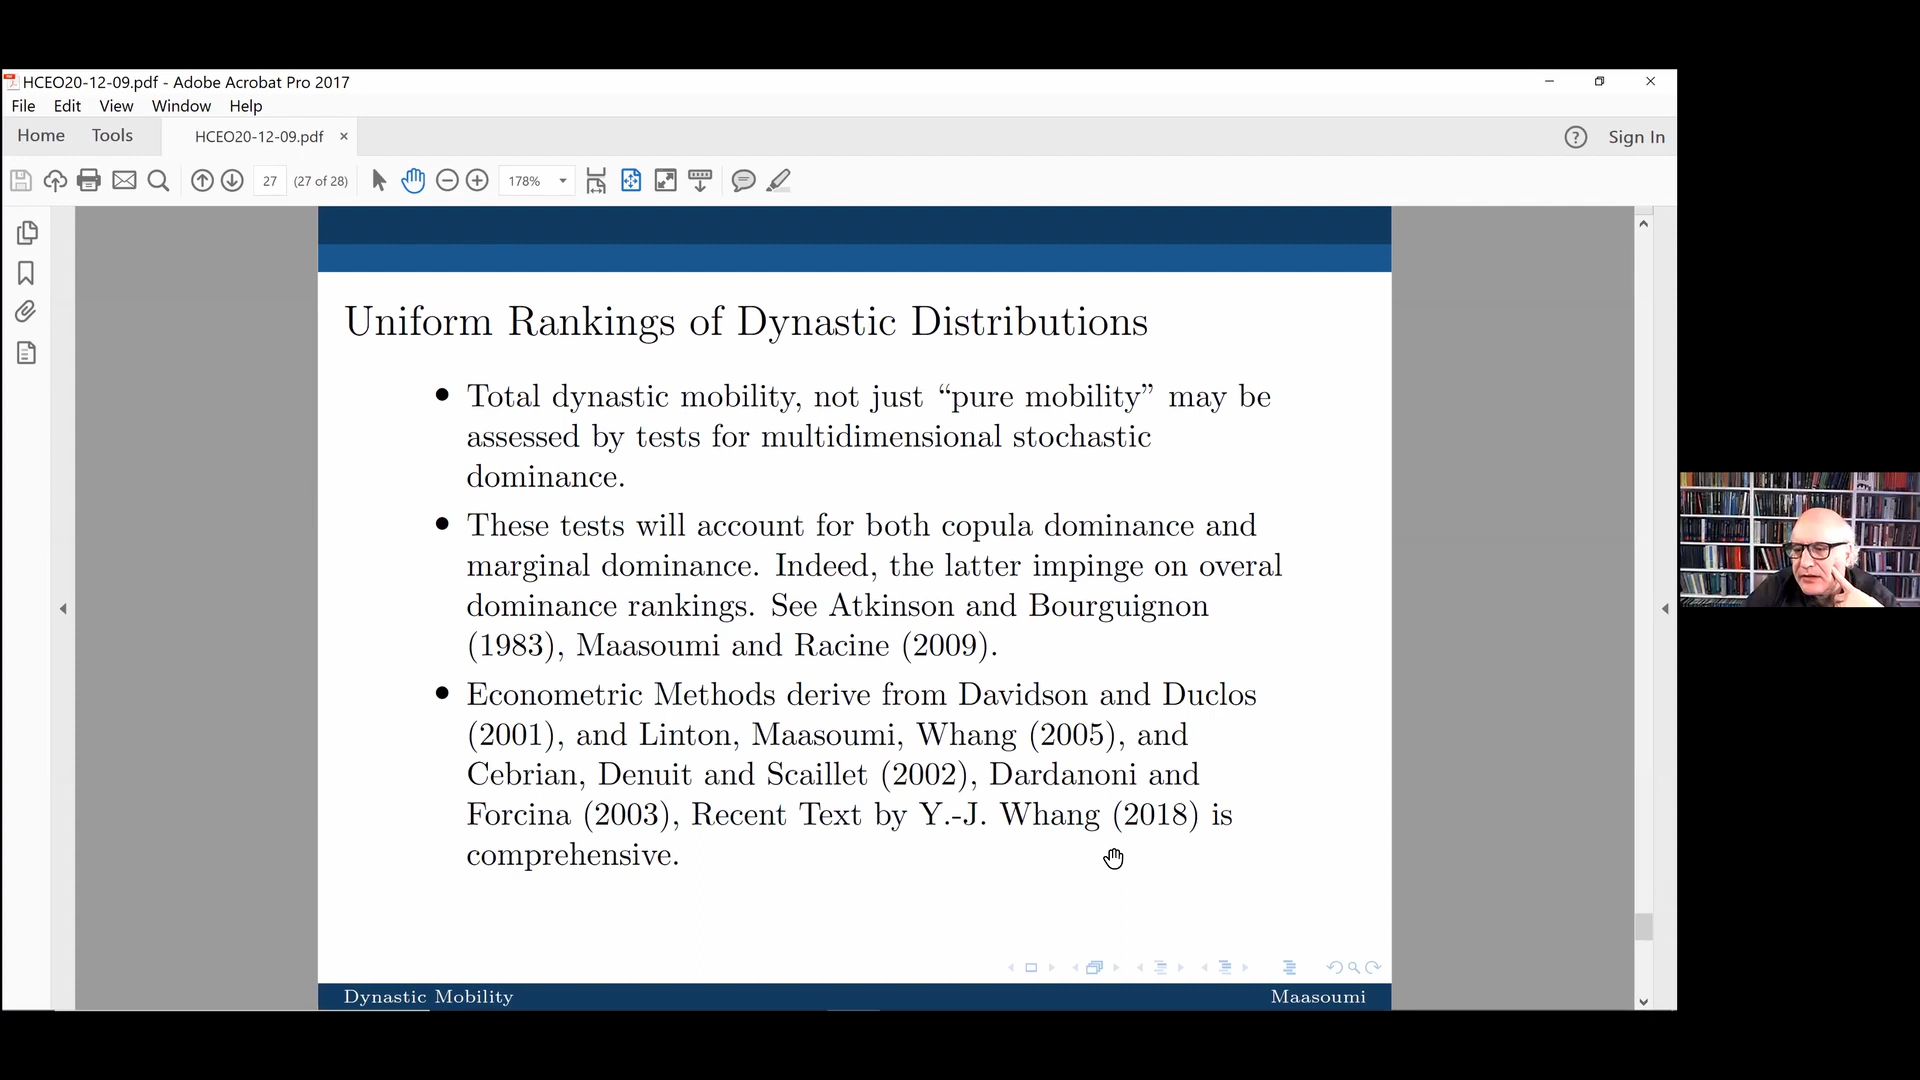 HCEO20-12-09.pdf - Adobe Acrobat Pro 2017
File Edit View Window Help
Home Tools HCEO20-12-09.pdf Sign In
27 (27 of 28) 178%
Uniform Rankings of Dynastic Distributions
• Total dynastic mobility, not just “pure mobility” may be
assessed by tests for multidimensional stochastic
dominance.
• These tests will account for both copula dominance and
marginal dominance. Indeed, the latter impinge on overal
dominance rankings. See Atkinson and Bourguignon
(1983), Maasoumi and Racine (2009).
• Econometric Methods derive from Davidson and Duclos
(2001), and Linton, Maasoumi, Whang (2005), and
Cebrian, Denuit and Scaillet (2002), Dardanoni and
Forcina (2003), Recent Text by Y.-J. Whang (2018) is
comprehensive.
Dynastic Mobility Maasoumi